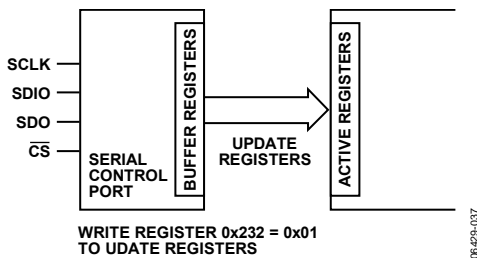 SCLK
SDIO
SDO
CS
SERIAL
CONTROL
PORT
BUFFER REGISTERS
UPDATE
REGISTERS
ACTIVE REGISTERS
WRITE REGISTER 0x232 = 0x01
TO UDATE REGISTERS
06429-037